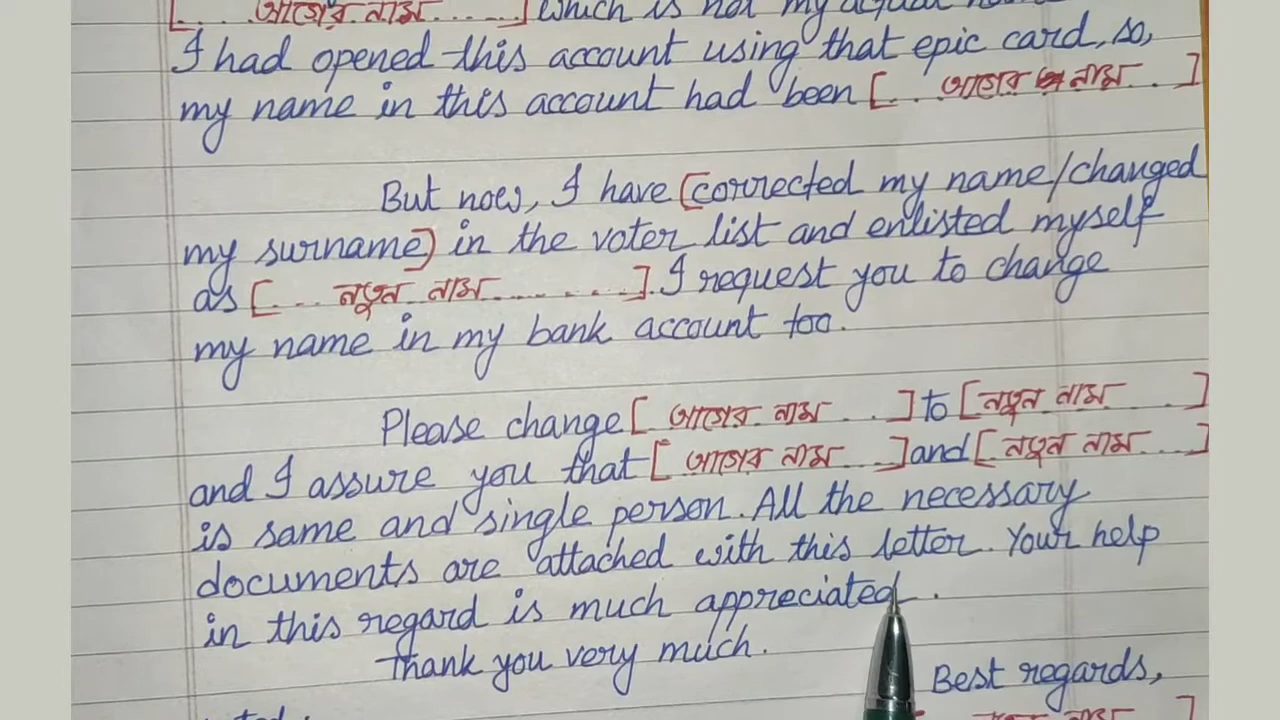 [... আগের নাম ......] which is not my actual
I had opened this account using that epic card, so,
my name in this account had been [.. আগের নাম ..]
But now, I have [corrected my name/changed
my surname] in the voter list and enlisted myself
as [... নতুন নাম .........]. I request you to change
my name in my bank account too.
Please change [ আগের নাম ...] to [নতুন নাম ......]
and I assure you that [ আগের নাম ...] and [নতুন নাম ....]
is same and single person. All the necessary
documents are attached with this letter. Your help
in this regard is much appreciated.
Thank you very much.
Best regards,